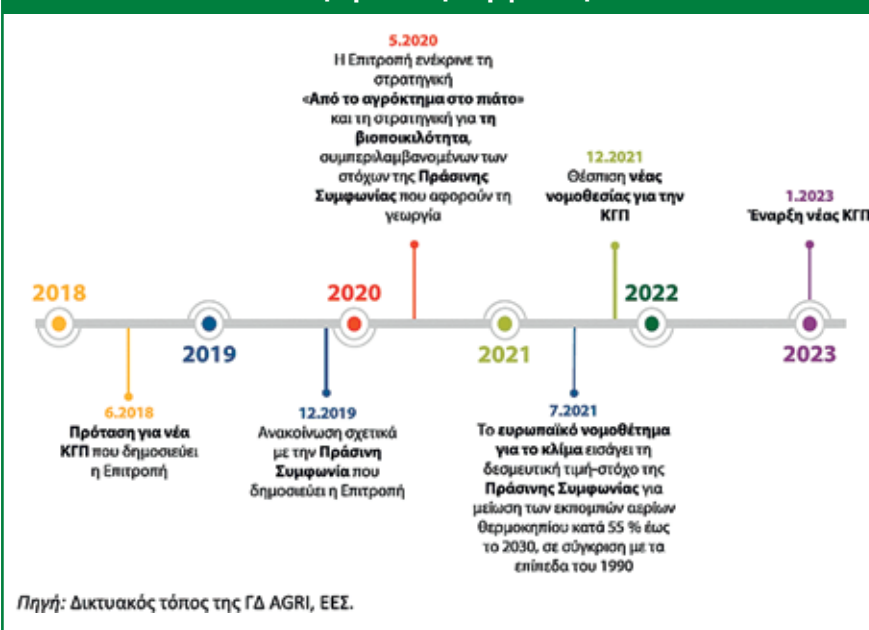 5.2020
Η Επιτροπή ενέκρινε τη
στρατηγική
«Από το αγρόκτημα στο πιάτο»
και τη στρατηγική για τη
βιοποικιλότητα,
συμπεριλαμβανομένων των
στόχων της Πράσινης
Συμφωνίας που αφορούν τη
γεωργία
12.2021
Θέσπιση νέας
νομοθεσίας για την
ΚΓΠ
1.2023
Έναρξη νέας ΚΓΠ
2018
2019
2020
2021
2022
2023
6.2018
Πρόταση για νέα
ΚΓΠ που δημοσιεύει
η Επιτροπή
12.2019
Ανακοίνωση σχετικά
με την Πράσινη
Συμφωνία που
δημοσιεύει η Επιτροπή
7.2021
Το ευρωπαϊκό νομοθέτημα
για το κλίμα εισάγει τη
δεσμευτική τιμή-στόχο της
Πράσινης Συμφωνίας για
μείωση των εκπομπών αερίων
θερμοκηπίου κατά 55 % έως
το 2030, σε σύγκριση με τα
επίπεδα του 1990
Πηγή: Δικτυακός τόπος της ΓΔ AGRI, ΕΕΣ.